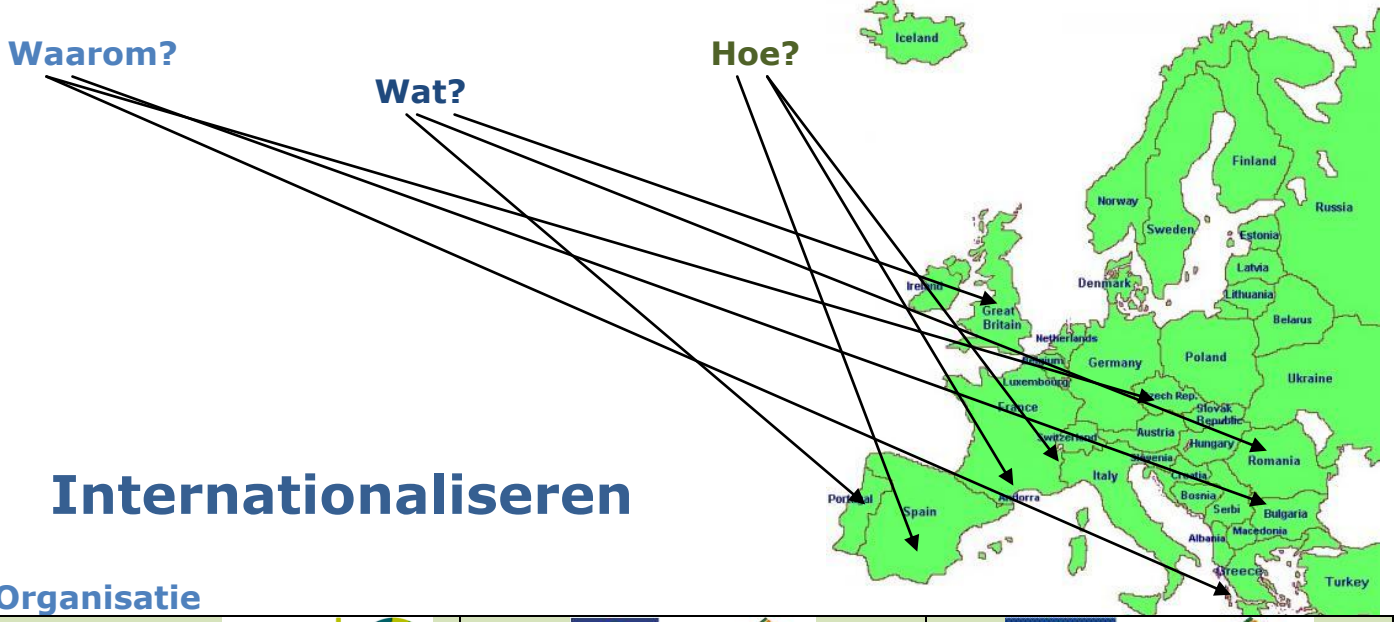 Waarom?
Wat?
Hoe?
Iceland
Finland
Norway
Russia
Sweden
Estonia
Latvia
Denmark
Lithuania
Ireland
Great
Britain
Belarus
Netherlands
Belgium
Germany
Poland
Ukraine
Luxembourg
Czech Rep.
France
Slovak
Republic
Switzerland
Austria
Hungary
Slovenia
Romania
Italy
Croatia
Portugal
Andorra
Bosnia
Spain
Serbi
Bulgaria
Macedonia
Albania
Greece
Turkey
Internationaliseren
Organisatie